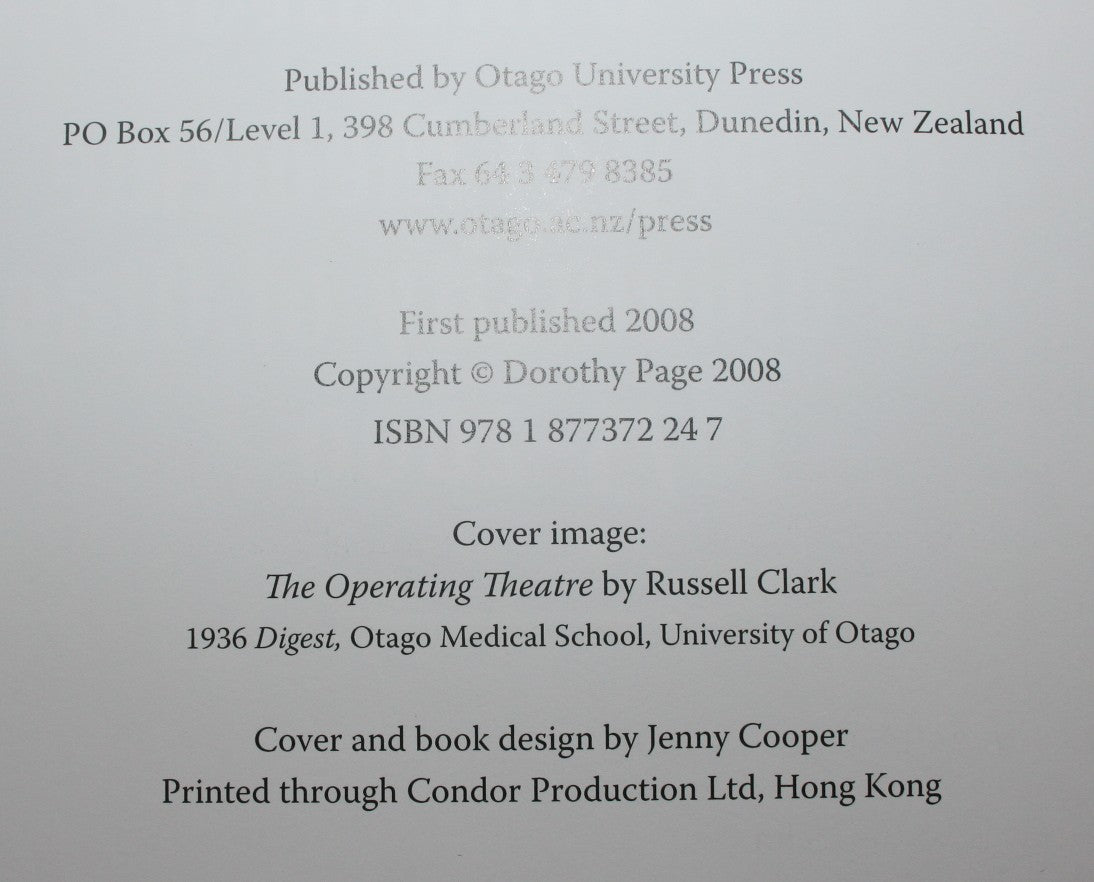 Published by Otago University Press
PO Box 56/Level 1, 398 Cumberland Street, Dunedin, New Zealand
Fax 64 3 479 8385
www.otago.ac.nz/press
First published 2008
Copyright © Dorothy Page 2008
ISBN 978 1 877372 24 7
Cover image:
The Operating Theatre by Russell Clark
1936 Digest, Otago Medical School, University of Otago
Cover and book design by Jenny Cooper
Printed through Condor Production Ltd, Hong Kong